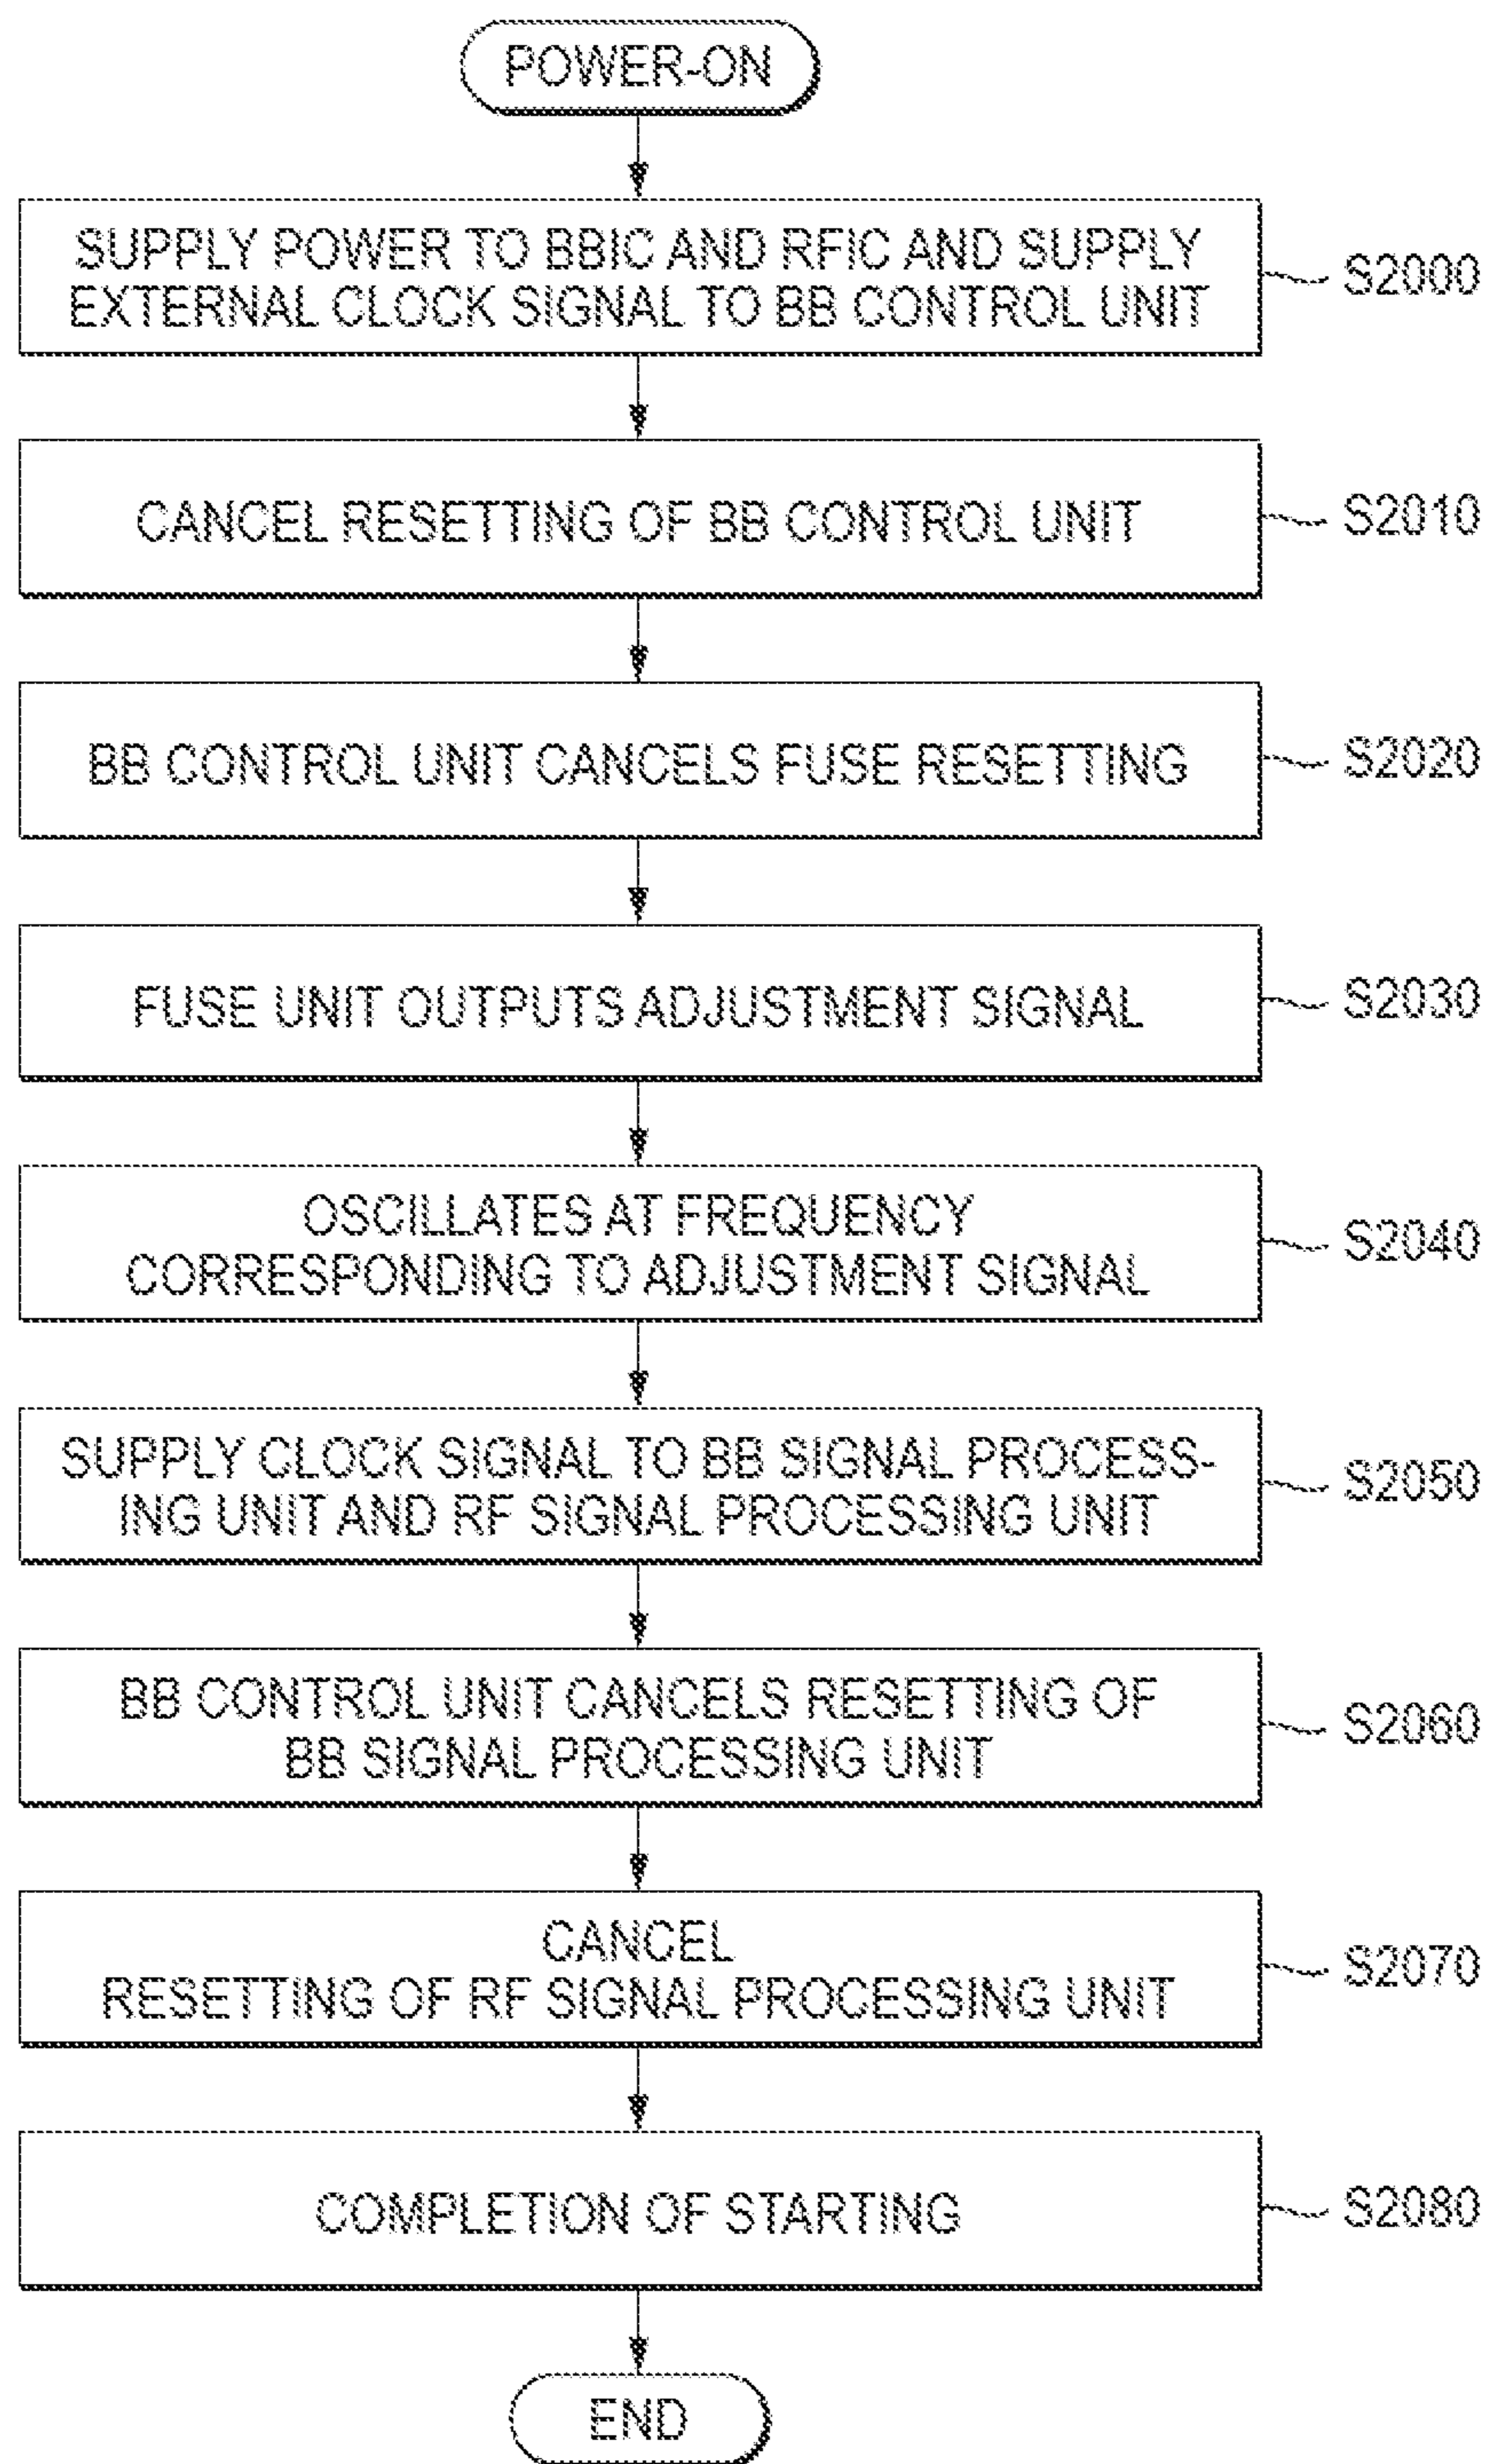 POWER-ON
SUPPLY POWER TO BBIC AND RFIC AND SUPPLY
EXTERNAL CLOCK SIGNAL TO BB CONTROL UNIT
S2000
CANCEL RESETTING OF BB CONTROL UNIT
S2010
BB CONTROL UNIT CANCELS FUSE RESETTING
S2020
FUSE UNIT OUTPUTS ADJUSTMENT SIGNAL
S2030
OSCILLATES AT FREQUENCY
CORRESPONDING TO ADJUSTMENT SIGNAL
S2040
SUPPLY CLOCK SIGNAL TO BB SIGNAL PROCESS-
ING UNIT AND RF SIGNAL PROCESSING UNIT
S2050
BB CONTROL UNIT CANCELS RESETTING OF
BB SIGNAL PROCESSING UNIT
S2060
CANCEL
RESETTING OF RF SIGNAL PROCESSING UNIT
S2070
COMPLETION OF STARTING
S2080
END